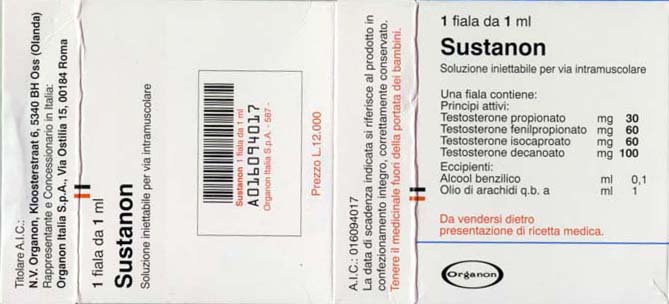 Titolare A.I.C.:
N.V. Organon, Kloosterstraat 6, 5340 BH Oss (Olanda)
Rappresentante e Concessionario in Italia:
Organon Italia S.p.A., Via Ostilia 15, 00184 Roma
1 fiala da 1 ml
Sustanon
Soluzione iniettabile per via intramuscolare
Sustanon 1 fiala da 1 ml
A016094017
Organon Italia S.p.A. - 587 -
Prezzo L.12.000
A.I.C.: 016094017
La data di scadenza indicata si riferisce al prodotto in
confezionamento integro, correttamente conservato.
Tenere il medicinale fuori della portata dei bambini.
1 fiala da 1 ml
Sustanon
Soluzione iniettabile per via intramuscolare
Una fiala contiene:
Principi attivi:
Testosterone propionato mg 30
Testosterone fenilpropionato mg 60
Testosterone isocaproato mg 60
Testosterone decanoato mg 100
Eccipienti:
Alcool benzilico ml 0,1
Olio di arachidi q.b. a ml 1
Da vendersi dietro
presentazione di ricetta medica.
Organon